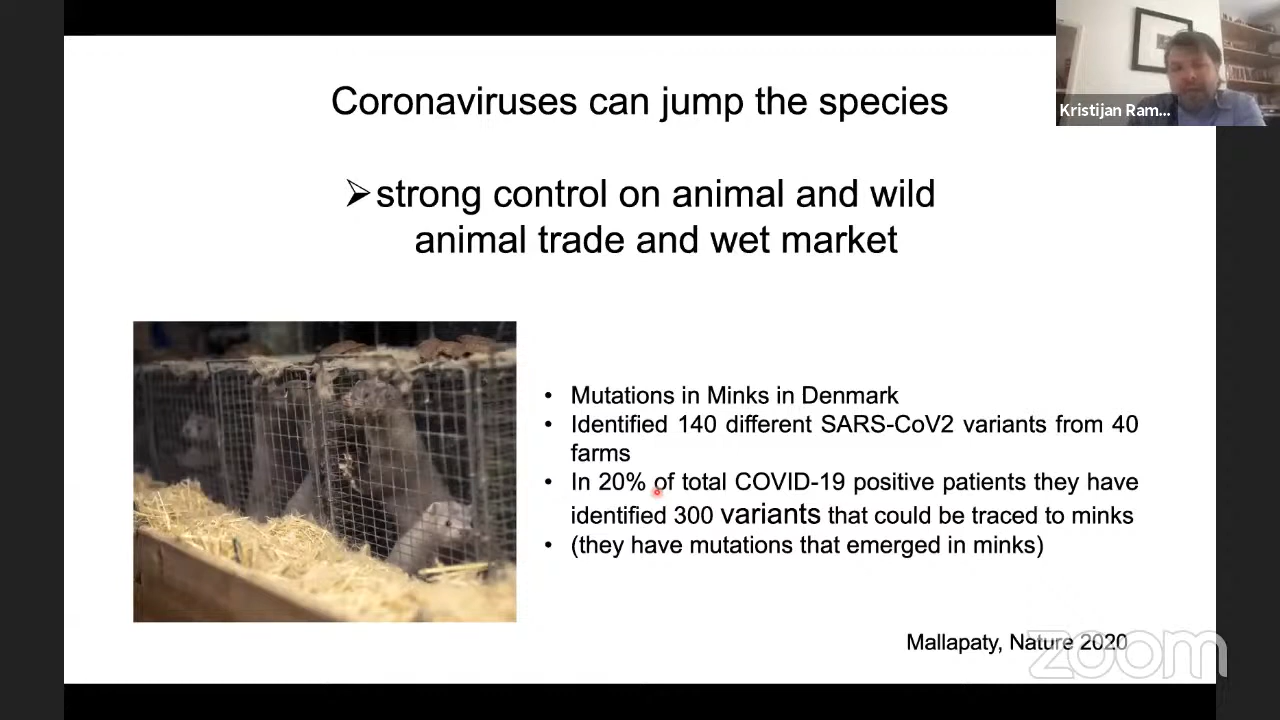 Coronaviruses can jump the species
Kristijan Ram...
➢strong control on animal and wild
animal trade and wet market
• Mutations in Minks in Denmark
• Identified 140 different SARS-CoV2 variants from 40
farms
• In 20% of total COVID-19 positive patients they have
identified 300 variants that could be traced to minks
• (they have mutations that emerged in minks)
Mallapaty, Nature 2020
zoom